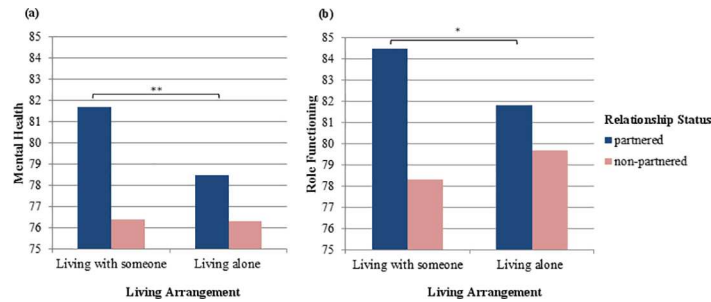 (a)
85
84
83
82
81
80
79
78
77
76
75
Mental Health
**
Living with someone
Living alone
Living Arrangement
(b)
85
84
83
82
81
80
79
78
77
76
75
Role Functioning
*
Living with someone
Living alone
Living Arrangement
Relationship Status
partnered
non-partnered